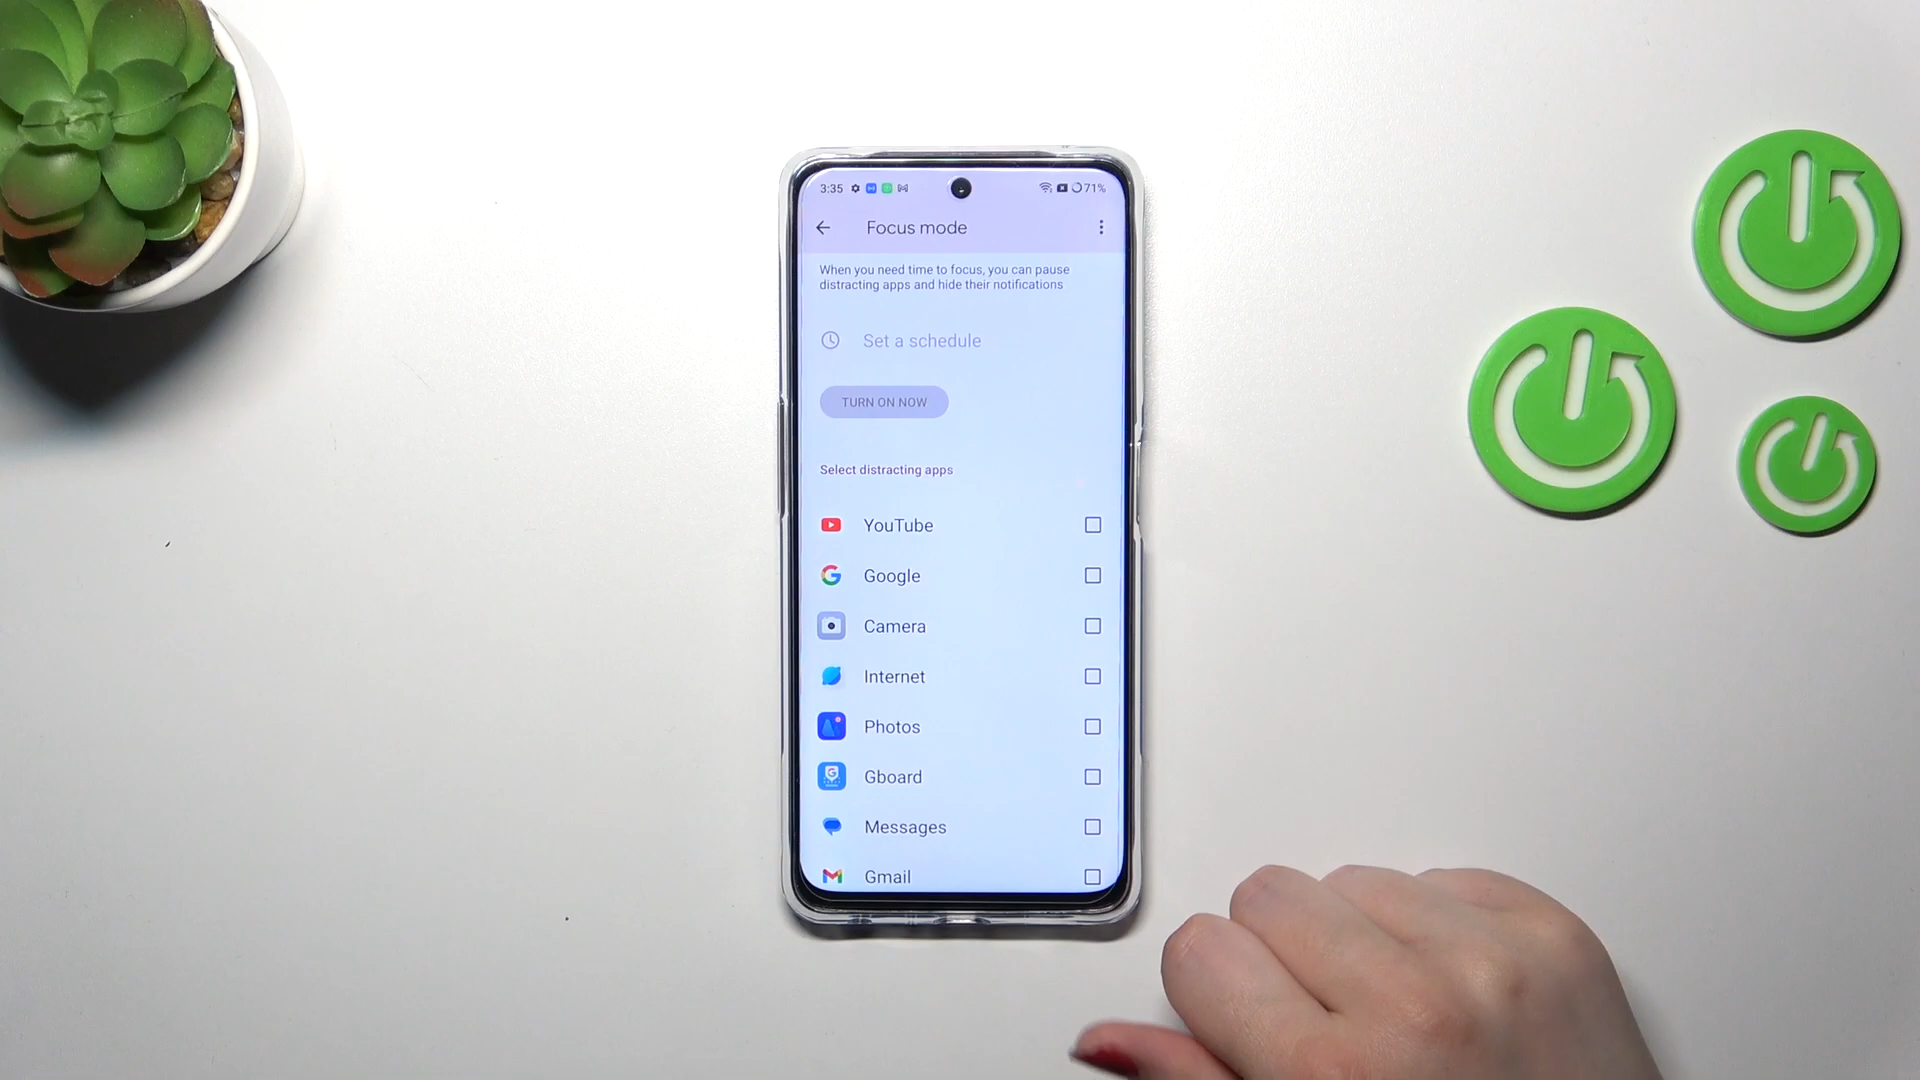 3:35
71%
Focus mode
When you need time to focus, you can pause
distracting apps and hide their notifications
Set a schedule
TURN ON NOW
Select distracting apps
YouTube
Google
Camera
Internet
Photos
Gboard
Messages
Gmail